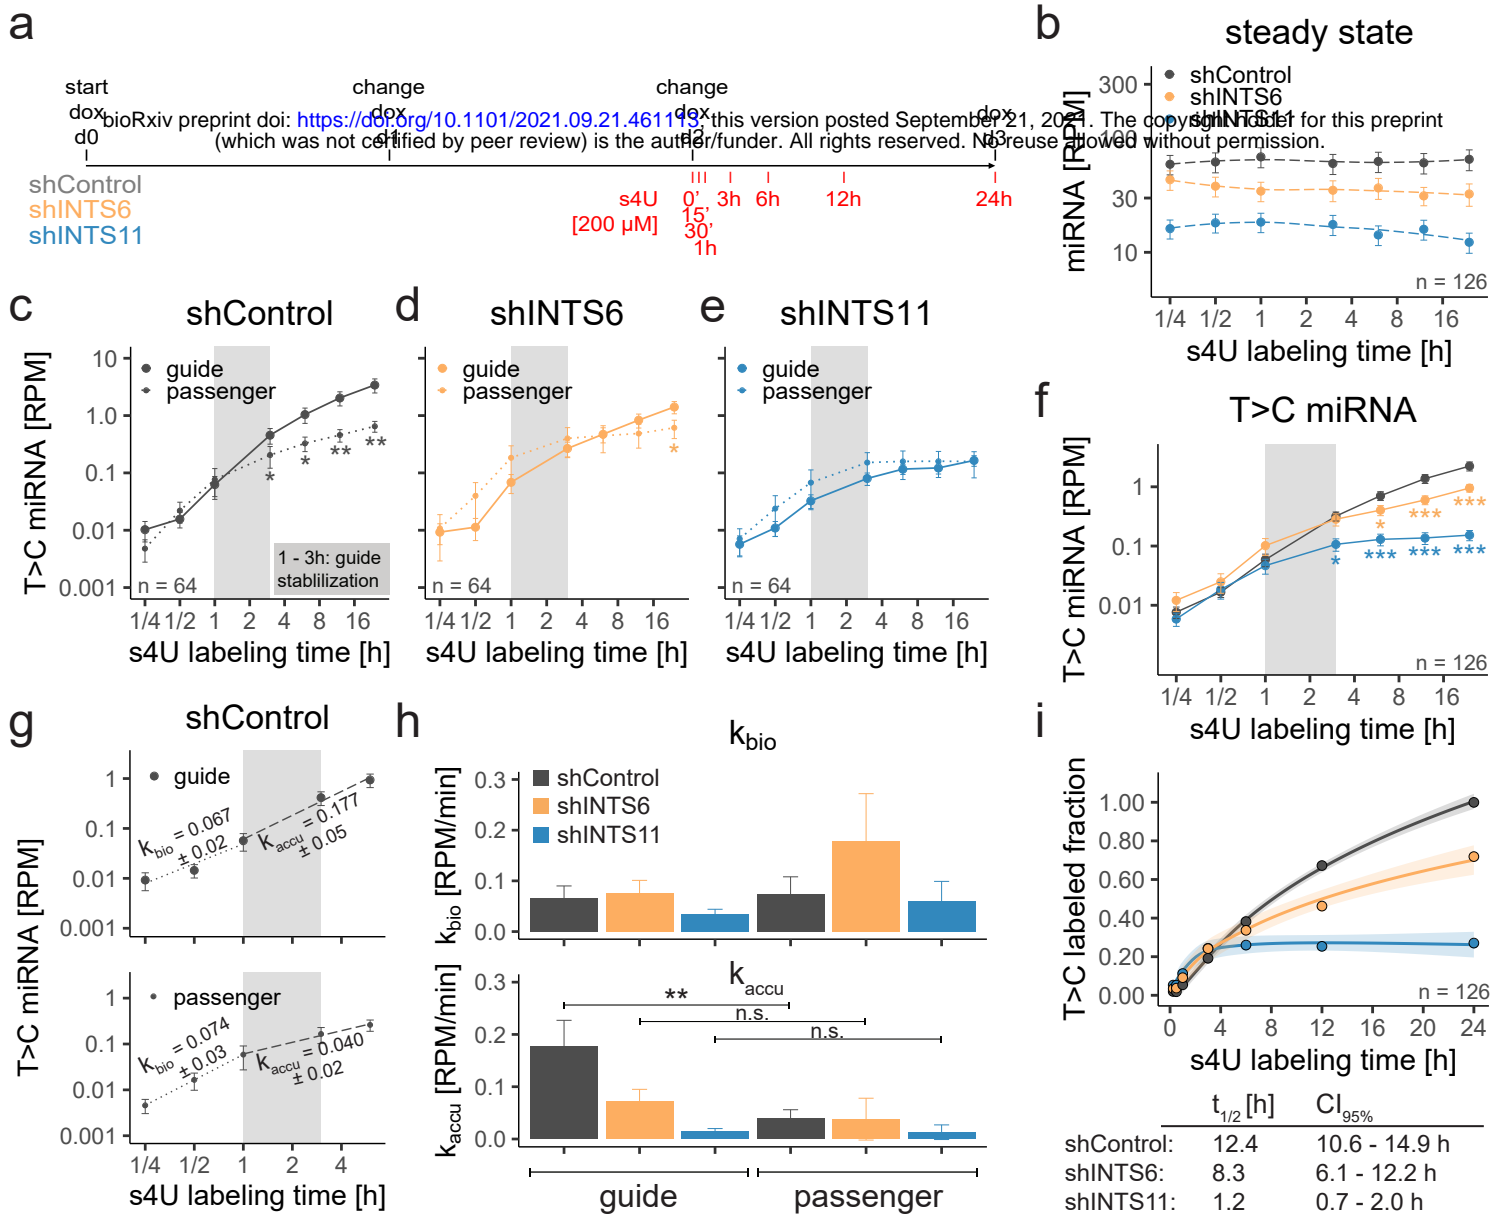 a
start
dox
d0
change
dox
d1
change
dox
d2
dox
d3
bioRxiv preprint doi: https://doi.org/10.1101/2021.09.21.461113; this version posted September 21, 2021. The copyright holder for this preprint
(which was not certified by peer review) is the author/funder. All rights reserved. No reuse allowed without permission.
shControl
shINTS6
shINTS11
s4U
[200 µM]
0'
15'
30'
1h
3h
6h
12h
24h
b
steady state
shControl
shINTS6
shINTS11
miRNA [RPM]
300
100
30
10
n = 126
1/4 1/2 1 2 4 8 16
s4U labeling time [h]
c
shControl
guide
passenger
T>C miRNA [RPM]
10
1.0
0.1
0.01
0.001
* * ** **
1 - 3h: guide
stablilization
n = 64
1/4 1/2 1 2 4 8 16
s4U labeling time [h]
d
shINTS6
guide
passenger
*
n = 64
1/4 1/2 1 2 4 8 16
s4U labeling time [h]
e
shINTS11
guide
passenger
n = 64
1/4 1/2 1 2 4 8 16
s4U labeling time [h]
f
T>C miRNA
T>C miRNA [RPM]
1
0.1
0.01
* *** ***
* *** *** ***
n = 126
1/4 1/2 1 2 4 8 16
s4U labeling time [h]
g
shControl
T>C miRNA [RPM]
guide
1
0.1
0.01
0.001
kbio = 0.067
± 0.02
kaccu = 0.177
± 0.05
passenger
1
0.1
0.01
0.001
kbio = 0.074
± 0.03
kaccu = 0.040
± 0.02
1/4 1/2 1 2 4
s4U labeling time [h]
h
kbio
kbio [RPM/min]
0.3
0.2
0.1
0.0
shControl
shINTS6
shINTS11
kaccu
kaccu [RPM/min]
0.3
0.2
0.1
0.0
**
n.s.
n.s.
guide
passenger
i
T>C labeled fraction
1.00
0.80
0.60
0.40
0.20
0.00
n = 126
0 4 8 12 16 20 24
s4U labeling time [h]
t1/2 [h] CI95%
shControl: 12.4 10.6 - 14.9 h
shINTS6: 8.3 6.1 - 12.2 h
shINTS11: 1.2 0.7 - 2.0 h